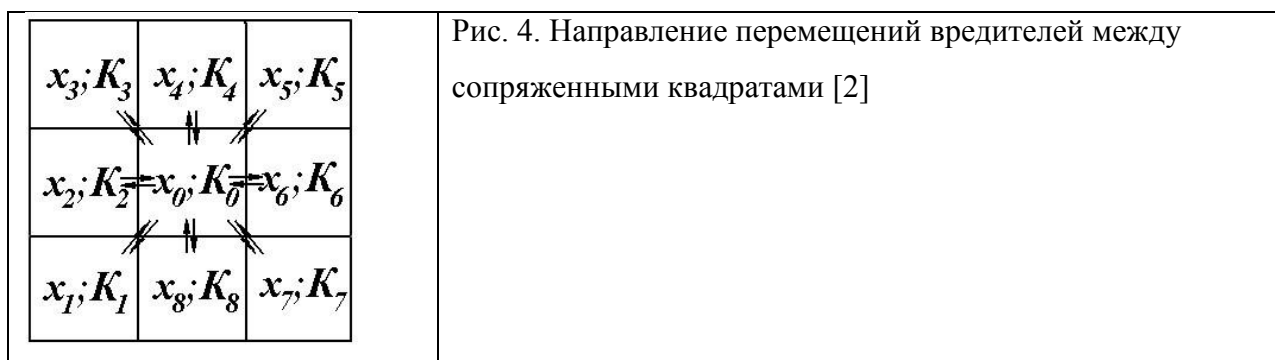 x₃;K₃ x₄;K₄ x₅;K₅
x₂;K₂ x₀;K₀ x₆;K₆
x₁;K₁ x₈;K₈ x₇;K₇
Рис. 4. Направление перемещений вредителей между
сопряженными квадратами [2]